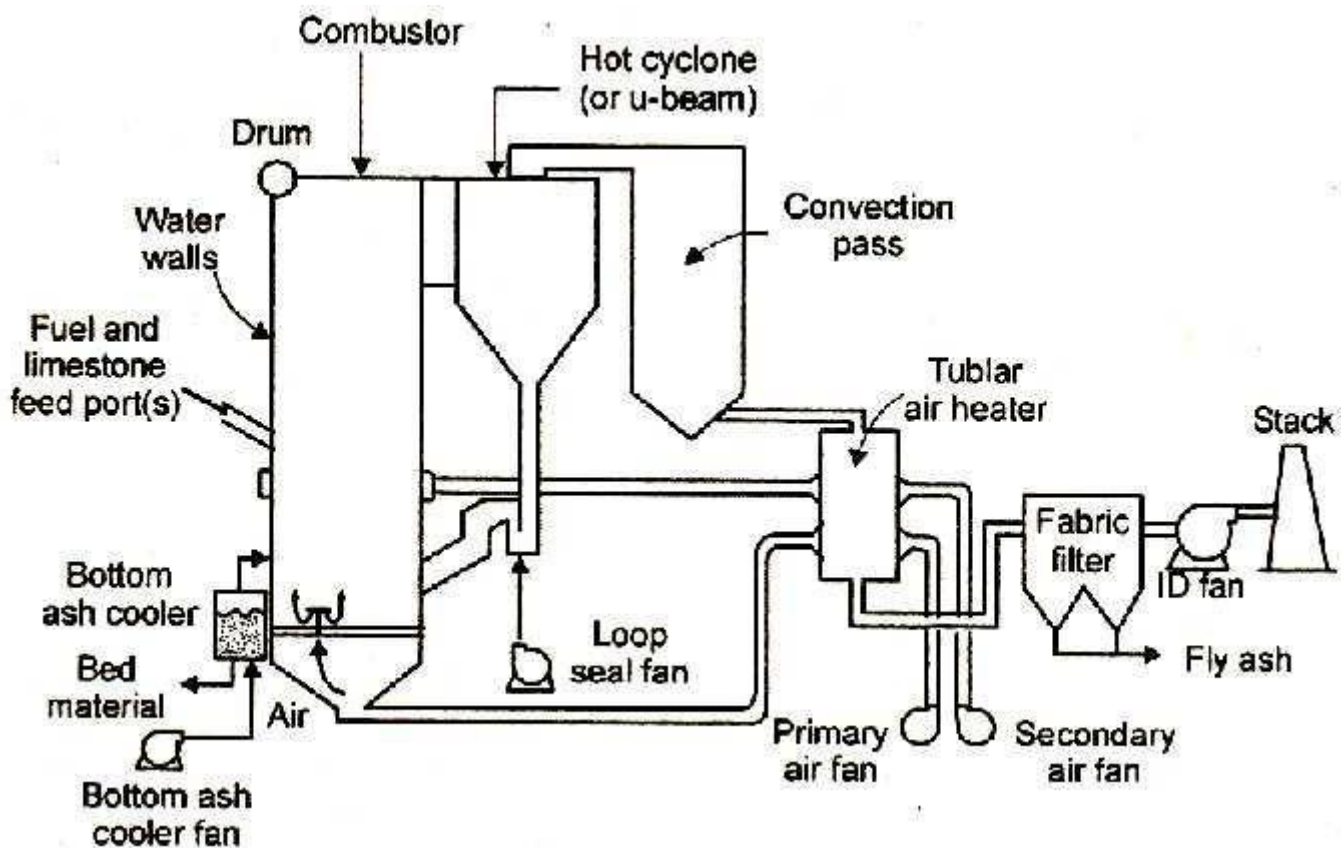 Combustor
Hot cyclone
(or u-beam)
Drum
Water
walls
Convection
pass
Fuel and
limestone
feed port(s)
Tublar
air heater
Stack
Fabric
filter
ID fan
Bottom
ash cooler
Loop
seal fan
Fly ash
Bed
material
Air
Primary
air fan
Secondary
air fan
Bottom ash
cooler fan